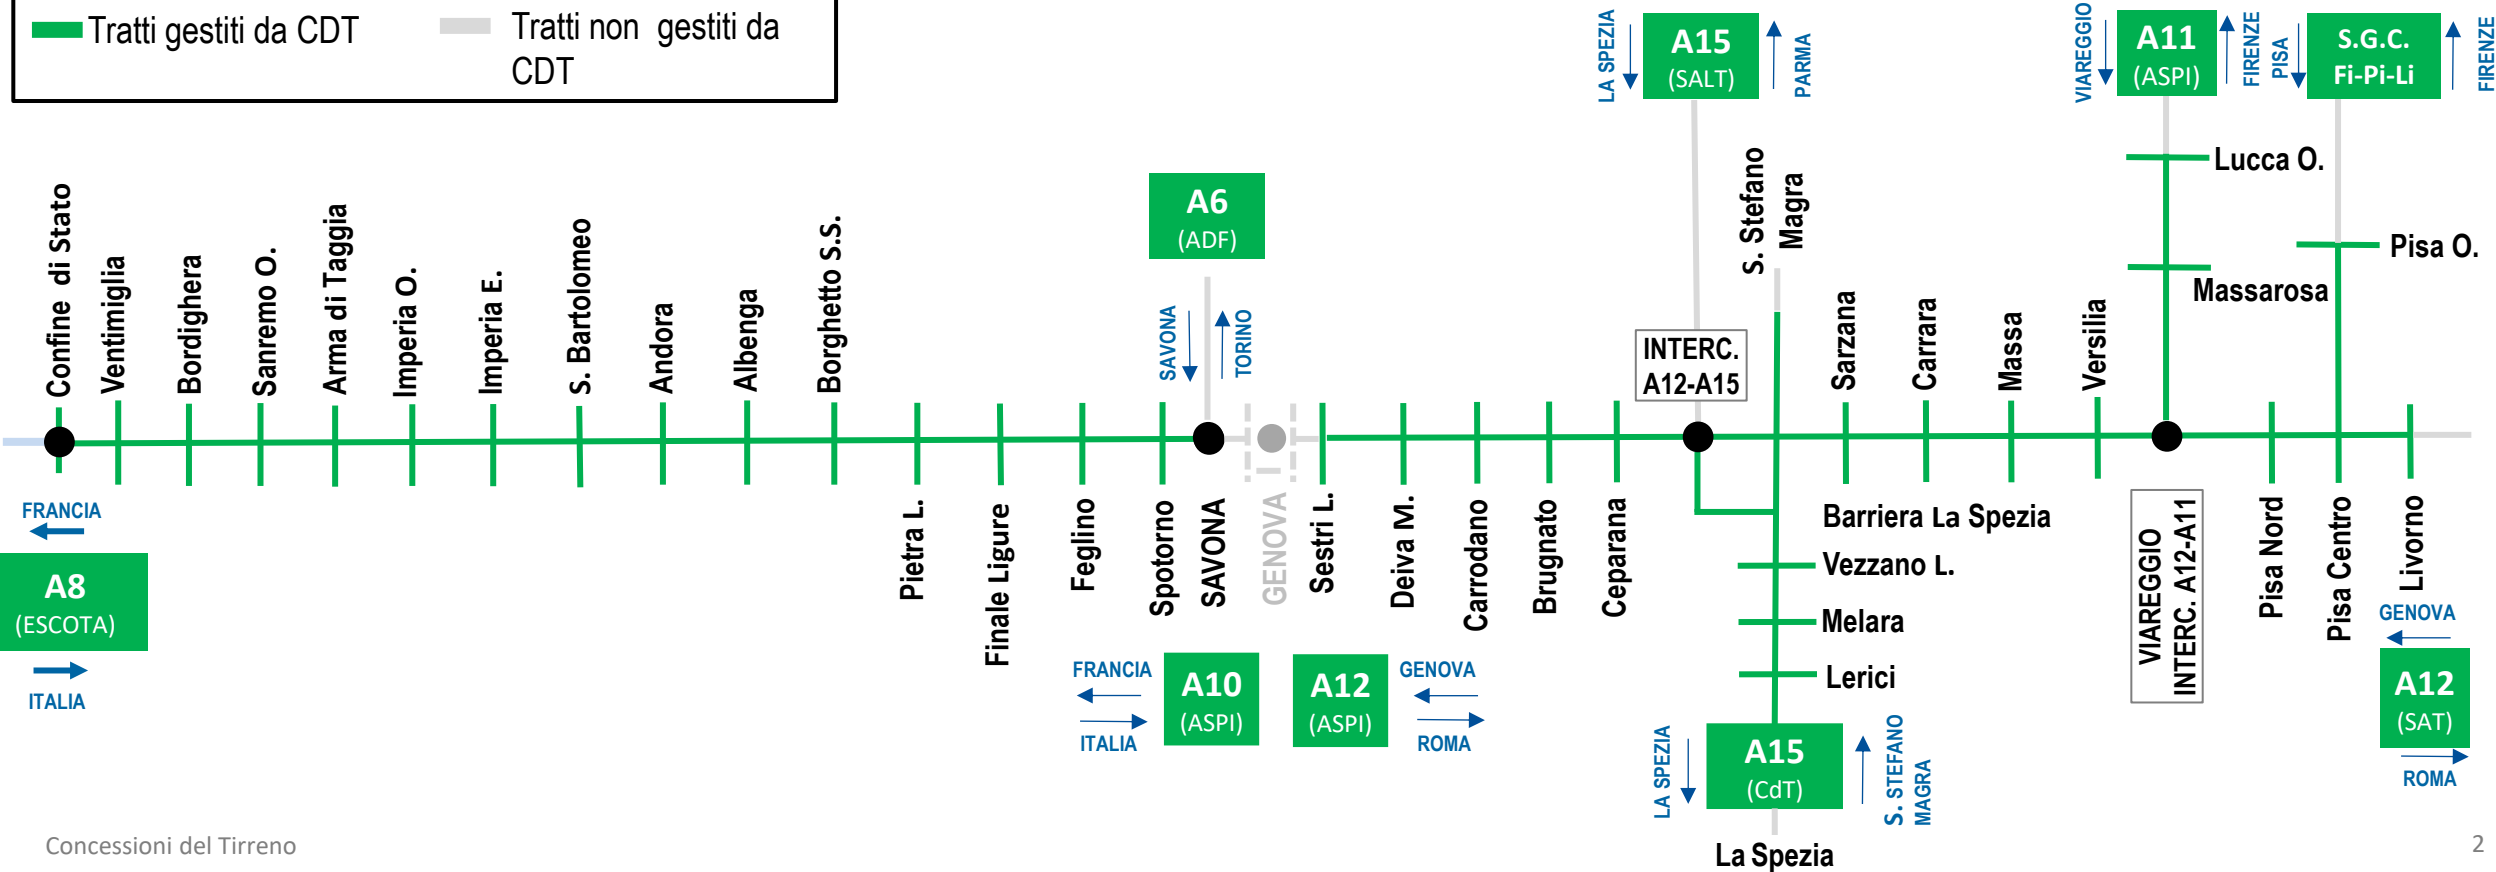 Tratti gestiti da CDT
Tratti non gestiti da
CDT
LA SPEZIA
A15
(SALT)
PARMA
VIAREGGIO
A11
(ASPI)
FIRENZE
PISA
S.G.C.
Fi-Pi-Li
FIRENZE
Lucca O.
Massarosa
Pisa O.
A6
(ADF)
SAVONA
TORINO
Confine di Stato
Ventimiglia
Bordighera
Sanremo O.
Arma di Taggia
Imperia O.
Imperia E.
S. Bartolomeo
Andora
Albenga
Borghetto S.S.
INTERC.
A12-A15
S. Stefano
Magra
Sarzana
Carrara
Massa
Versilia
Pietra L.
Finale Ligure
Feglino
Spotorno
SAVONA
GENOVA
Sestri L.
Deiva M.
Carrodano
Brugnato
Ceparana
Barriera La Spezia
Vezzano L.
Melara
Lerici
VIAREGGIO
INTERC. A12-A11
Pisa Nord
Pisa Centro
Livorno
FRANCIA
A8
(ESCOTA)
ITALIA
FRANCIA
ITALIA
A10
(ASPI)
A12
(ASPI)
GENOVA
ROMA
LA SPEZIA
A15
(CdT)
S. STEFANO
MAGRA
La Spezia
GENOVA
A12
(SAT)
ROMA
Concessioni del Tirreno
2